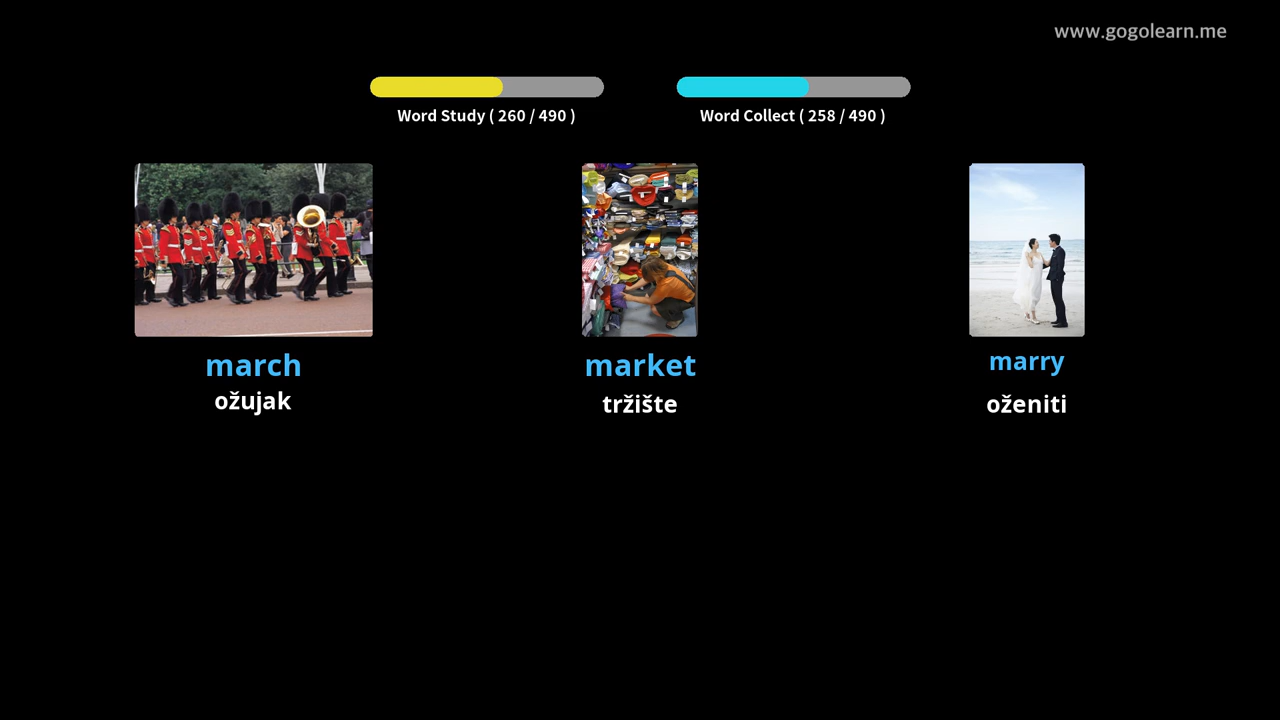 www.gogolearn.me
Word Study ( 260 / 490 )
Word Collect ( 258 / 490 )
march
ožujak
market
tržište
marry
oženiti